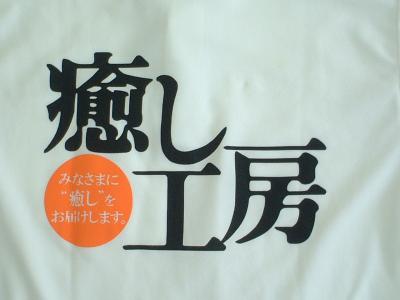 癒し
工房
みなさまに
"癒し"を
お届けします。